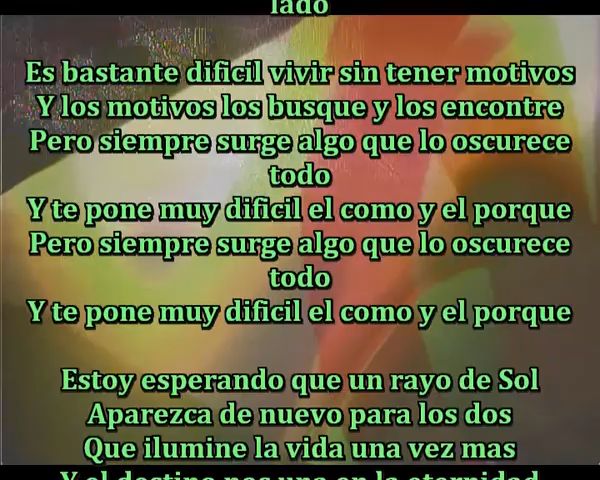 lado
Es bastante dificil vivir sin tener motivos
Y los motivos los busque y los encontre
Pero siempre surge algo que lo oscurece
todo
Y te pone muy dificil el como y el porque
Pero siempre surge algo que lo oscurece
todo
Y te pone muy dificil el como y el porque
Estoy esperando que un rayo de Sol
Aparezca de nuevo para los dos
Que ilumine la vida una vez mas
Y el destino nos una en la eternidad